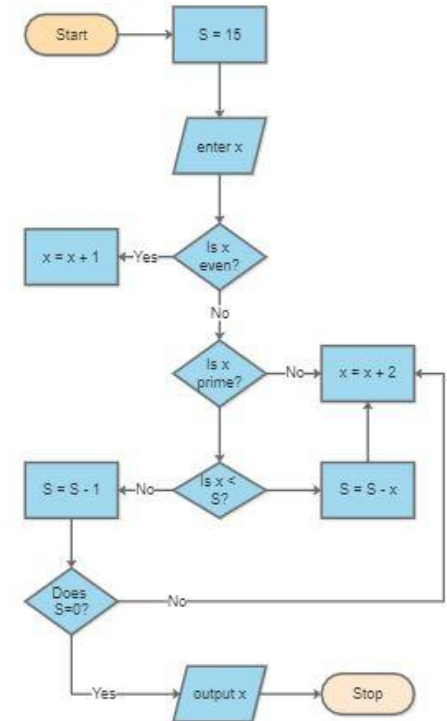 Start
S = 15
enter x
Is x
even?
Yes
x = x + 1
No
Is x
prime?
No
x = x + 2
Is x <
S?
No
S = S - 1
S = S - x
Does
S=0?
No
Yes
output x
Stop